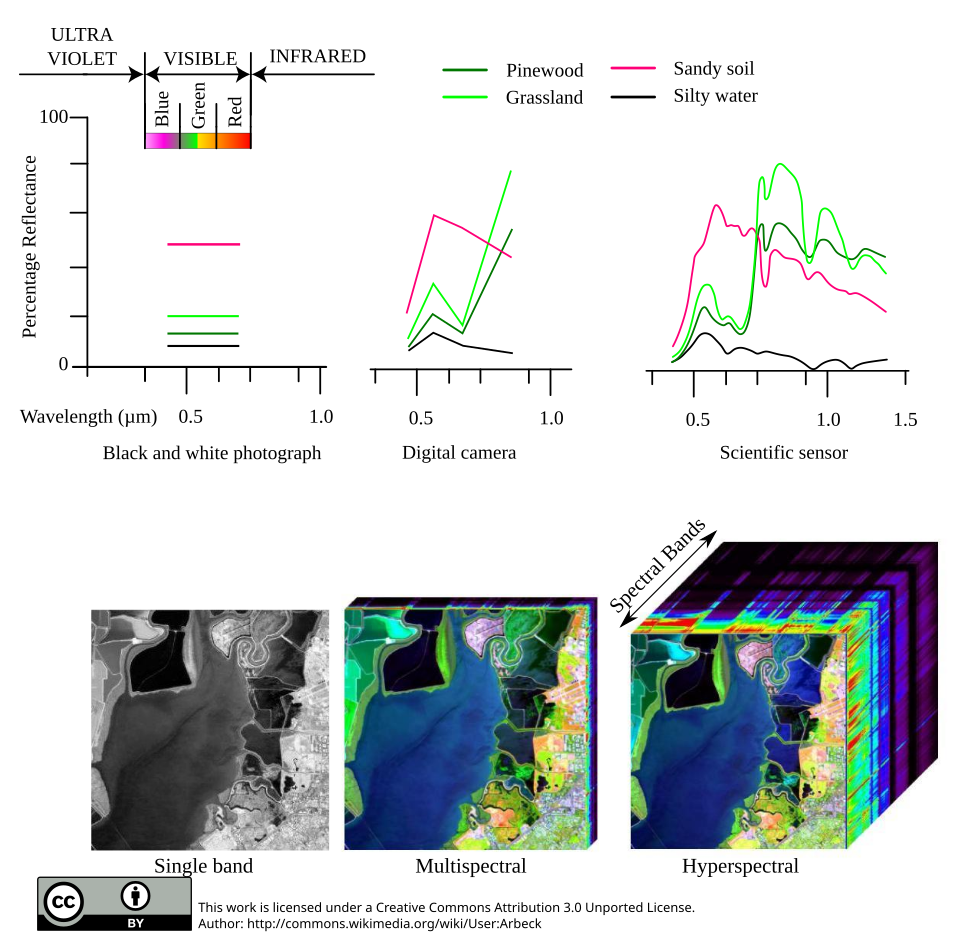 ULTRA
VIOLET
VISIBLE
INFRARED
Blue
Green
Red
Pinewood
Grassland
Sandy soil
Silty water
100
0
Percentage Reflectance
Wavelength (µm)
0.5
1.0
0.5
1.0
0.5
1.0
1.5
Black and white photograph
Digital camera
Scientific sensor
Spectral Bands
Single band
Multispectral
Hyperspectral
cc
BY
This work is licensed under a Creative Commons Attribution 3.0 Unported License.
Author: http://commons.wikimedia.org/wiki/User:Arbeck